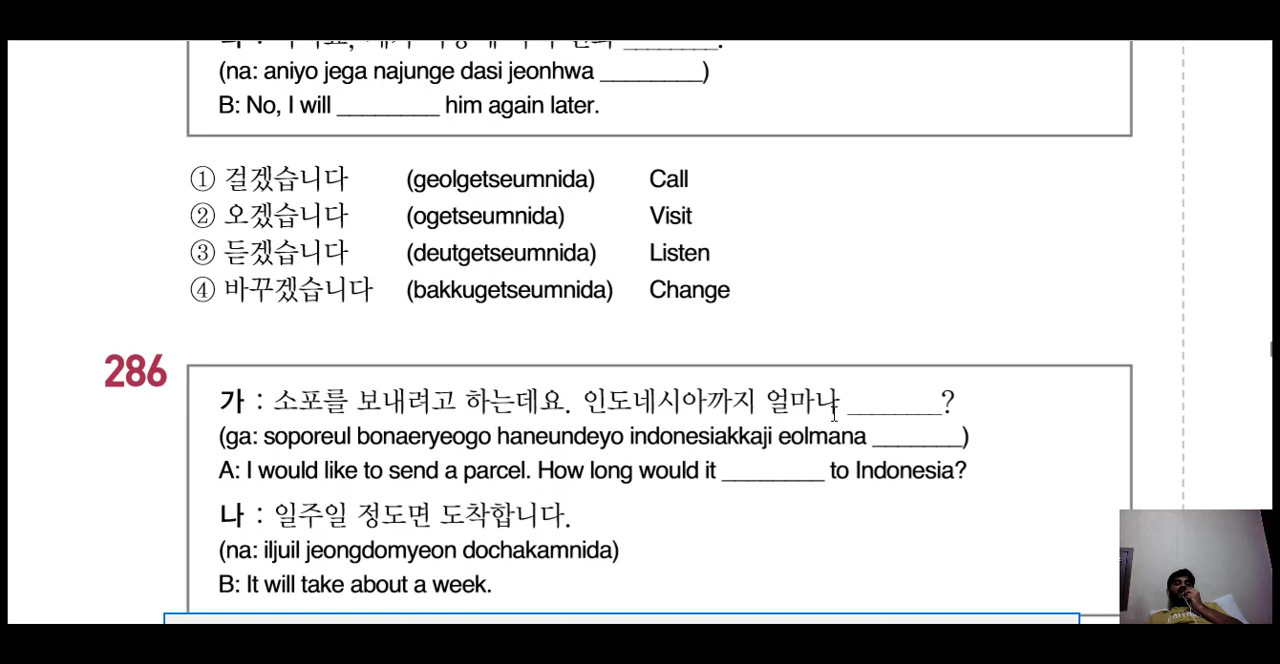 (na: aniyo jega najunge dasi jeonhwa ________)
B: No, I will ________ him again later.
① 걸겠습니다 (geolgetseumnida) Call
② 오겠습니다 (ogetseumnida) Visit
③ 듣겠습니다 (deutgetseumnida) Listen
④ 바꾸겠습니다 (bakkugetseumnida) Change
286
가 : 소포를 보내려고 하는데요. 인도네시아까지 얼마나 _______?
(ga: soporeul bonaeryeogo haneundeyo indonesiakkaji eolmana _______)
A: I would like to send a parcel. How long would it ________ to Indonesia?
나 : 일주일 정도면 도착합니다.
(na: iljuil jeongdomyeon dochakamnida)
B: It will take about a week.